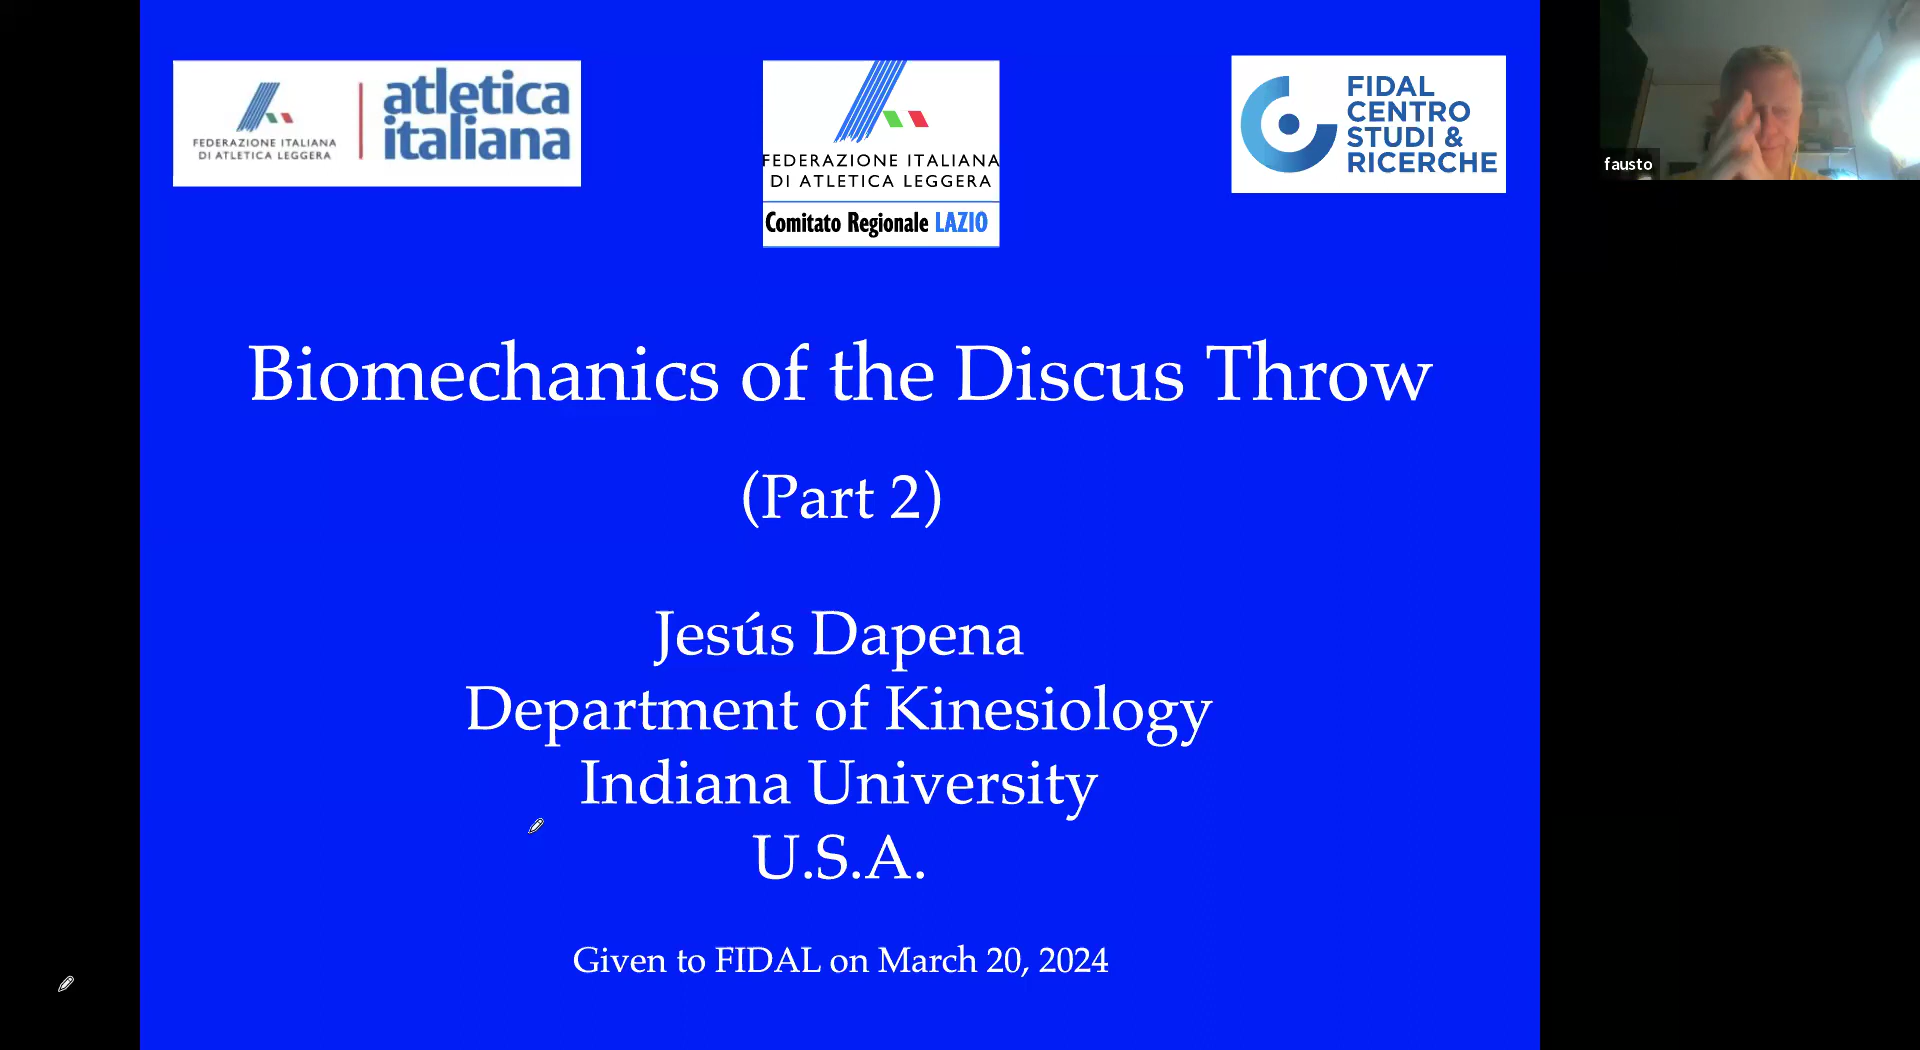 FEDERAZIONE ITALIANA
DI ATLETICA LEGGERA
atletica
italiana
FEDERAZIONE ITALIANA
DI ATLETICA LEGGERA
Comitato Regionale LAZIO
FIDAL
CENTRO
STUDI &
RICERCHE
fausto
Biomechanics of the Discus Throw
(Part 2)
Jesús Dapena
Department of Kinesiology
Indiana University
U.S.A.
Given to FIDAL on March 20, 2024